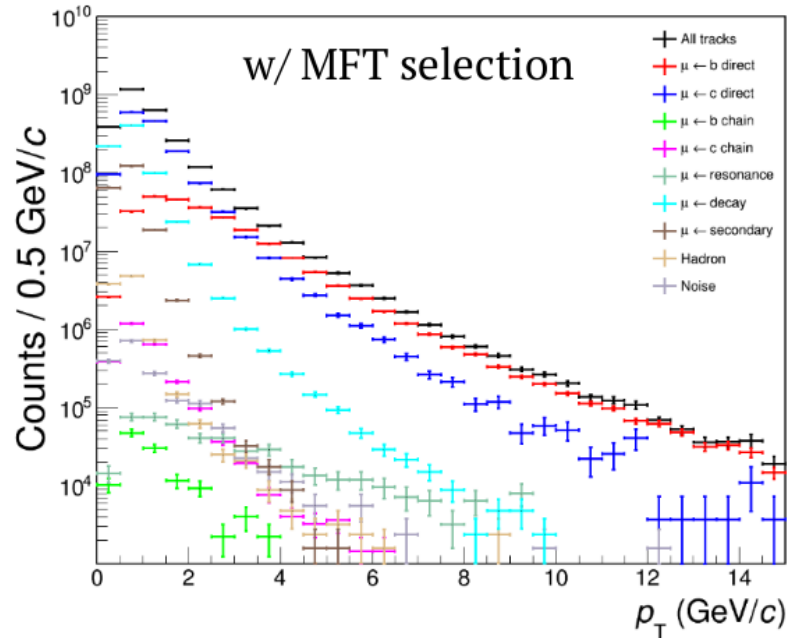 10^10
w/ MFT selection
All tracks
μ ← b direct
10^9
μ ← c direct
μ ← b chain
μ ← c chain
10^8
μ ← resonance
μ ← decay
μ ← secondary
10^7
Hadron
Noise
10^6
10^5
10^4
Counts / 0.5 GeV/c
0 2 4 6 8 10 12 14
p_T (GeV/c)